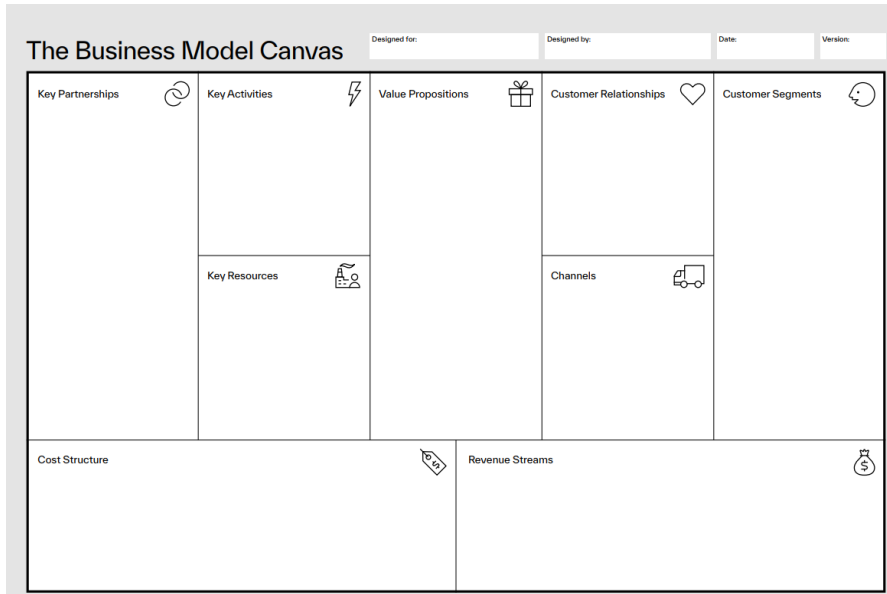 The Business Model Canvas
Designed for:
Designed by:
Date:
Version:
Key Partnerships
Key Activities
Value Propositions
Customer Relationships
Customer Segments
Key Resources
Channels
Cost Structure
$
Revenue Streams
$